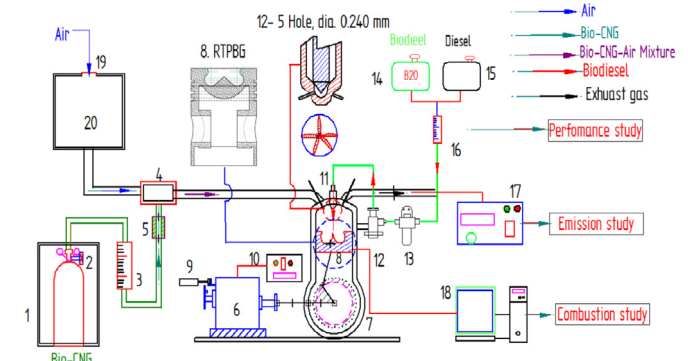 12- 5 Hole, dia. 0.240 mm
Air
Air
Bio-CNG
Bio-CNG-Air Mixture
Biodiesel
Exhuast gas
Perfomance study
8. RTPBG
Biodieel
Diesel
B20
14
15
19
20
16
4
11
17
Emission study
5
2
3
1
9
10
6
8
12
13
7
18
Combustion study
Bio-CNG